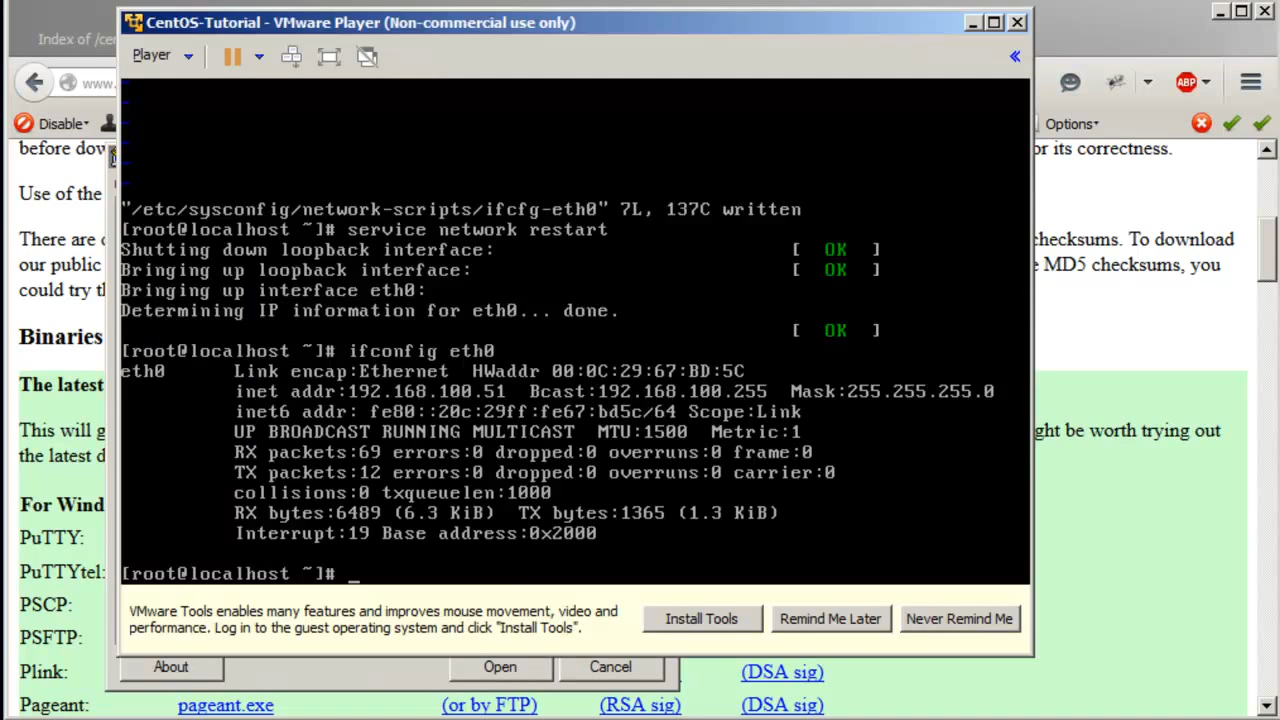 CentOS-Tutorial - VMware Player (Non-commercial use only)
Index of /ce
Player
www.
ABP
Disable
Options
before dow
or its correctness.
Use of the
There are
checksums. To download
our public
e MD5 checksums, you
could try th
Binaries
The latest
This will g
ght be worth trying out
the latest d
For Wind
PuTTY:
PuTTYtel:
PSCP:
PSFTP:
Plink:
Pageant:
"/etc/sysconfig/network-scripts/ifcfg-eth0" 7L, 137C written
[root@localhost ~]# service network restart
Shutting down loopback interface: [ OK ]
Bringing up loopback interface: [ OK ]
Bringing up interface eth0:
Determining IP information for eth0... done.
[ OK ]
[root@localhost ~]# ifconfig eth0
eth0 Link encap:Ethernet HWaddr 00:0C:29:67:BD:5C
inet addr:192.168.100.51 Bcast:192.168.100.255 Mask:255.255.255.0
inet6 addr: fe80::20c:29ff:fe67:bd5c/64 Scope:Link
UP BROADCAST RUNNING MULTICAST MTU:1500 Metric:1
RX packets:69 errors:0 dropped:0 overruns:0 frame:0
TX packets:12 errors:0 dropped:0 overruns:0 carrier:0
collisions:0 txqueuelen:1000
RX bytes:6489 (6.3 KiB) TX bytes:1365 (1.3 KiB)
Interrupt:19 Base address:0x2000
[root@localhost ~]# _
VMware Tools enables many features and improves mouse movement, video and
performance. Log in to the guest operating system and click "Install Tools".
Install Tools
Remind Me Later
Never Remind Me
About
Open
Cancel
(DSA sig)
pageant.exe
(or by FTP)
(RSA sig)
(DSA sig)